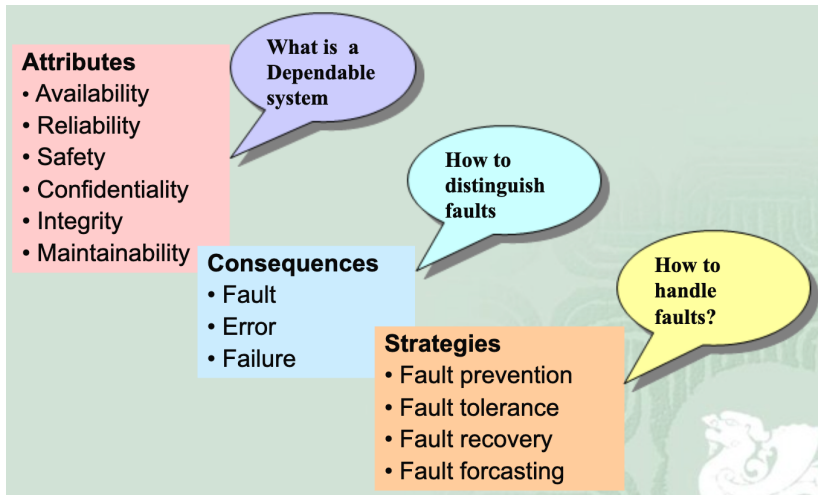 Attributes
• Availability
• Reliability
• Safety
• Confidentiality
• Integrity
• Maintainability
What is a
Dependable
system
Consequences
• Fault
• Error
• Failure
How to
distinguish
faults
Strategies
• Fault prevention
• Fault tolerance
• Fault recovery
• Fault forcasting
How to
handle
faults?